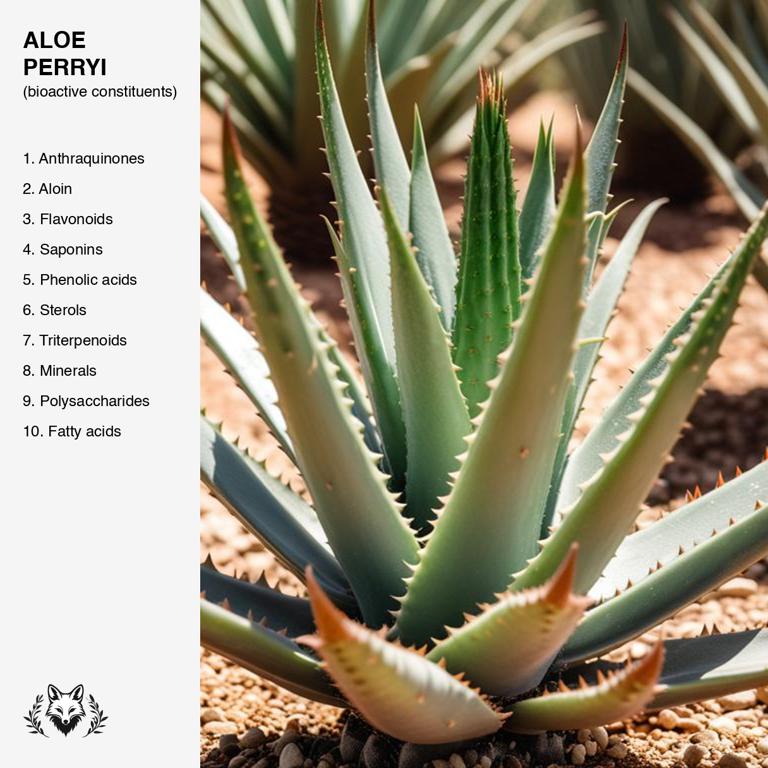 ALOE
PERRYI
(bioactive constituents)
1. Anthraquinones
2. Aloin
3. Flavonoids
4. Saponins
5. Phenolic acids
6. Sterols
7. Triterpenoids
8. Minerals
9. Polysaccharides
10. Fatty acids